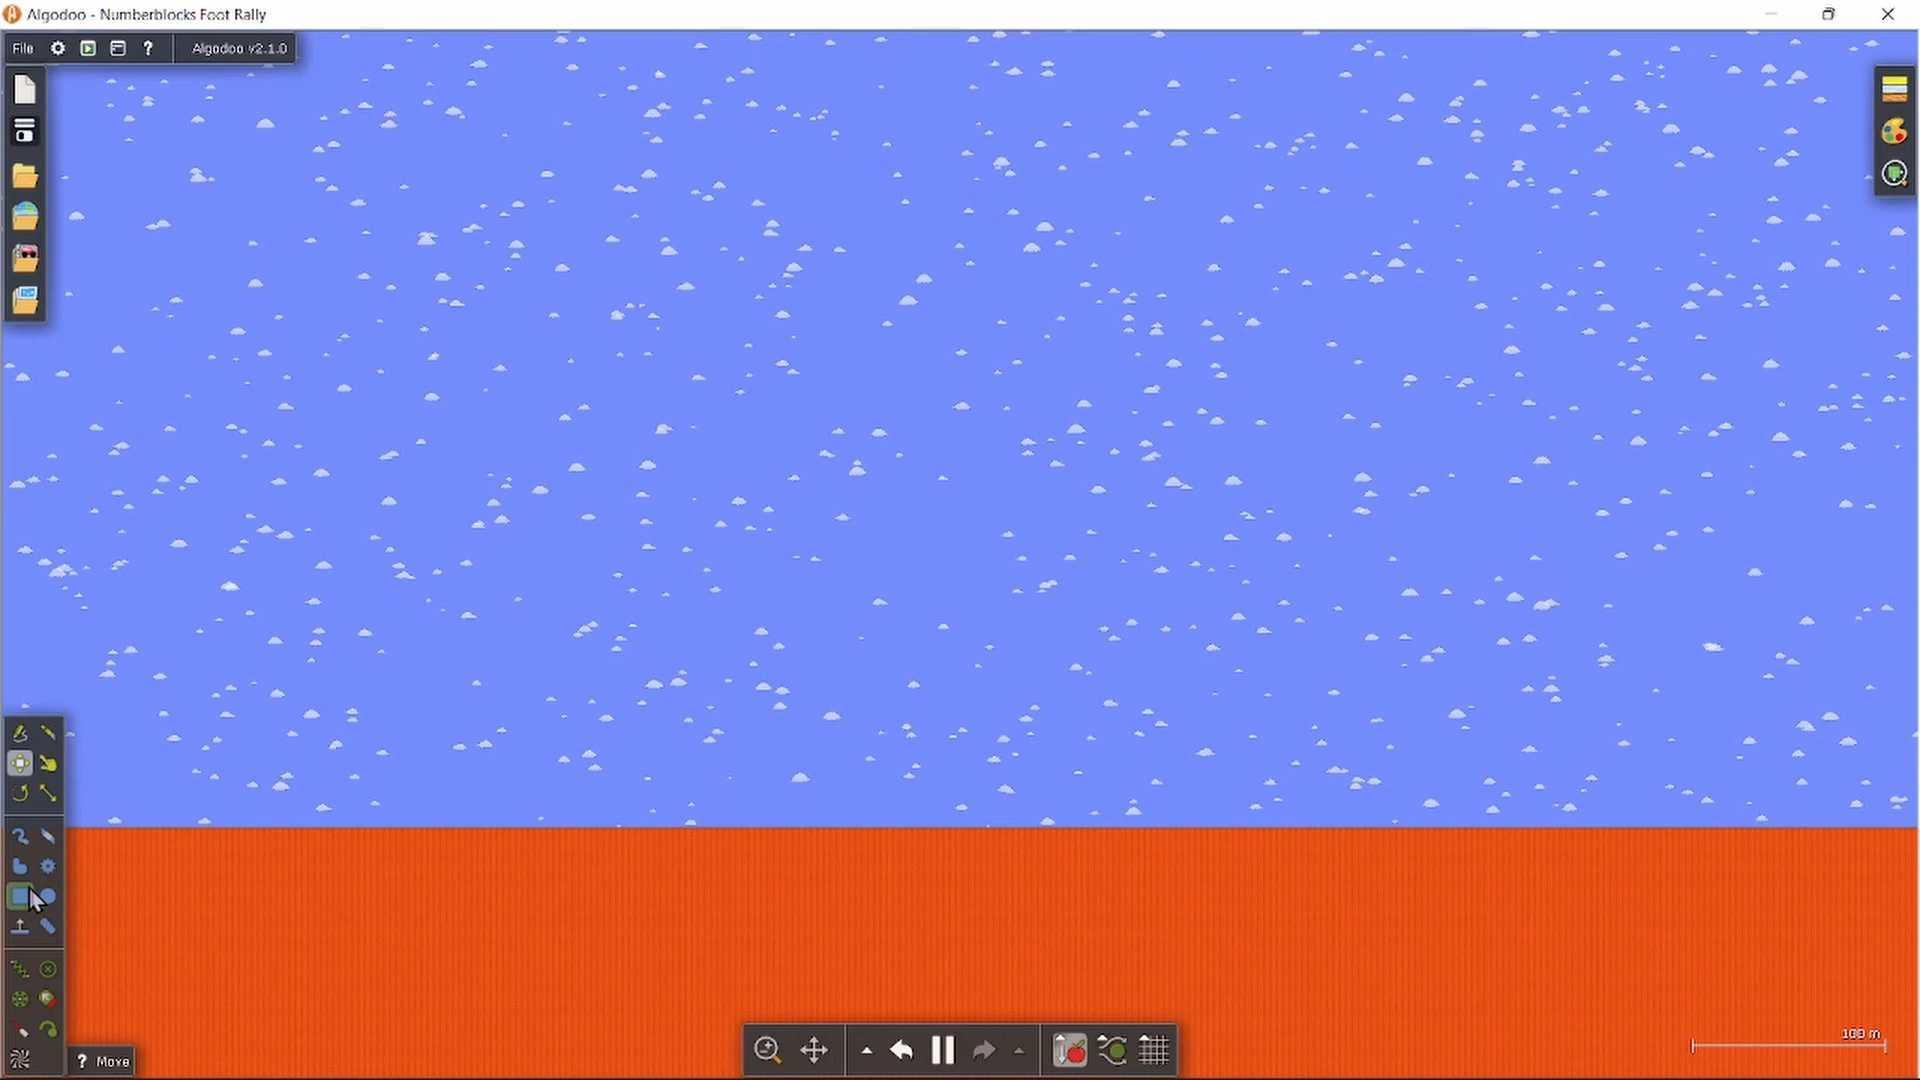 Algodoo - Numberblocks Foot Rally
File ? Algodoo v2.1.0
100 m
? Move